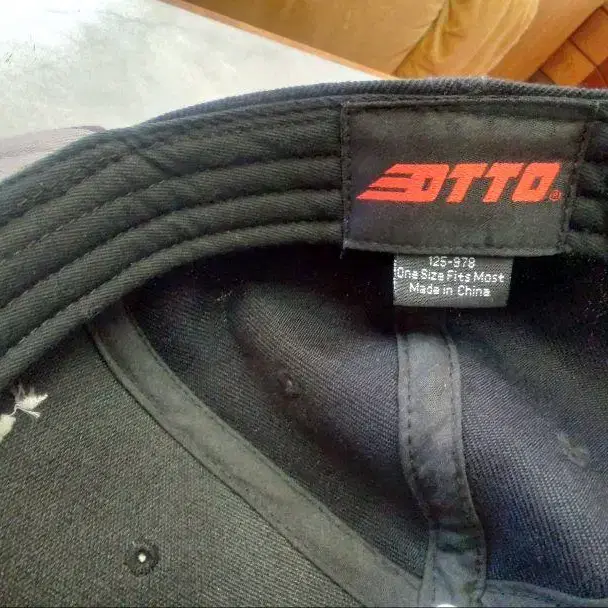 OTTO®
125-978
One Size Fits Most
Made in China